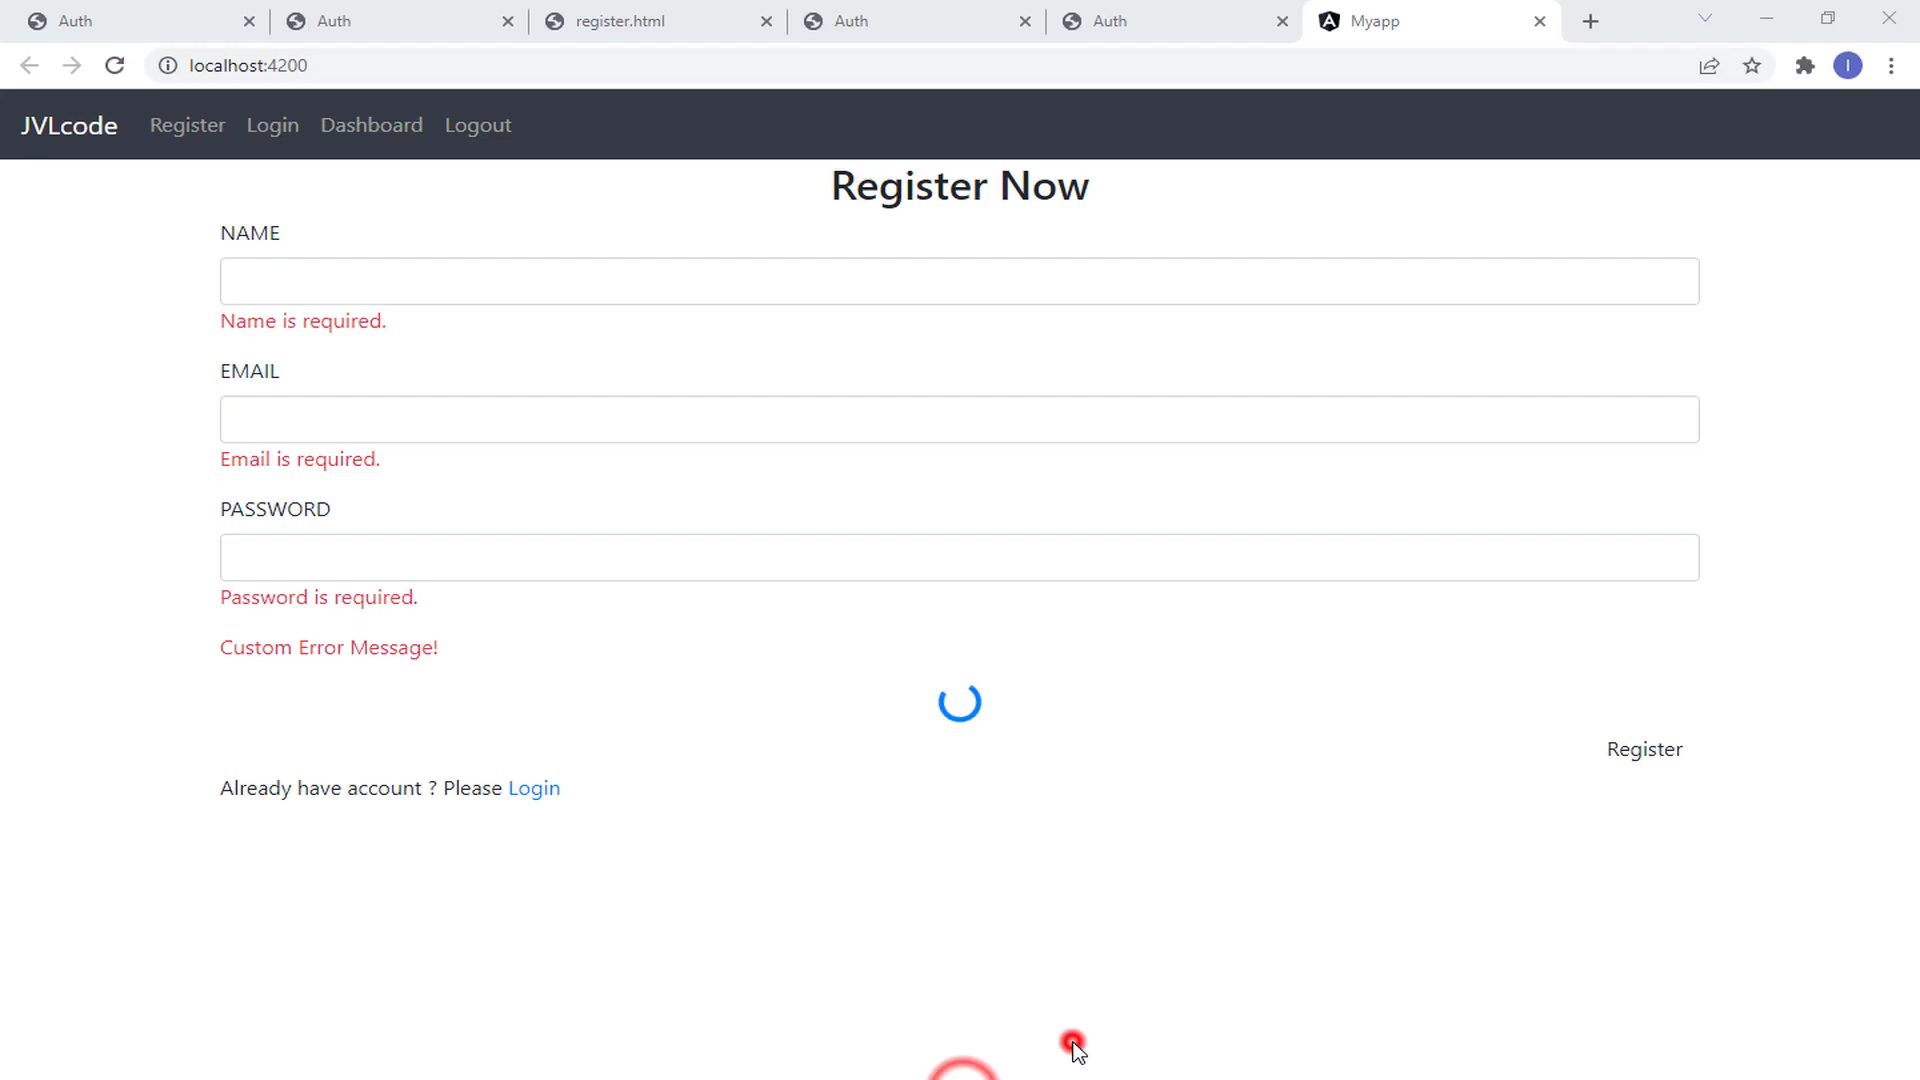 Auth
Auth
register.html
Auth
Auth
Myapp
localhost:4200
I
JVLcode Register Login Dashboard Logout
Register Now
NAME
Name is required.
EMAIL
Email is required.
PASSWORD
Password is required.
Custom Error Message!
Register
Already have account ? Please Login